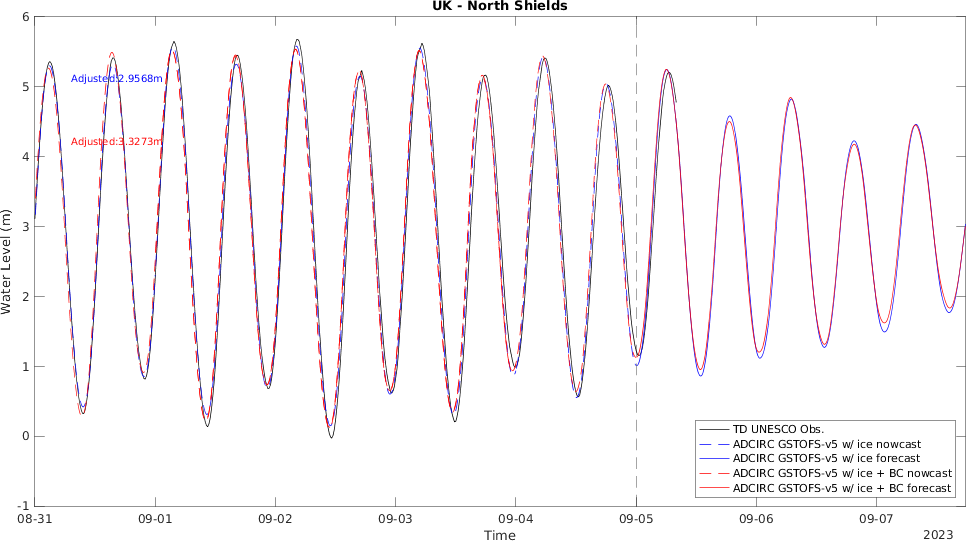 UK - North Shields
6
5
4
3
2
1
0
-1
Water Level (m)
Adjusted:2.9568m
Adjusted:3.3273m
TD UNESCO Obs.
ADCIRC GSTOFS-v5 w/ ice nowcast
ADCIRC GSTOFS-v5 w/ ice forecast
ADCIRC GSTOFS-v5 w/ ice + BC nowcast
ADCIRC GSTOFS-v5 w/ ice + BC forecast
08-31 09-01 09-02 09-03 09-04 09-05 09-06 09-07
Time
2023